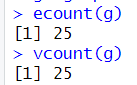 > ecount(g)
[1] 25
> vcount(g)
[1] 25